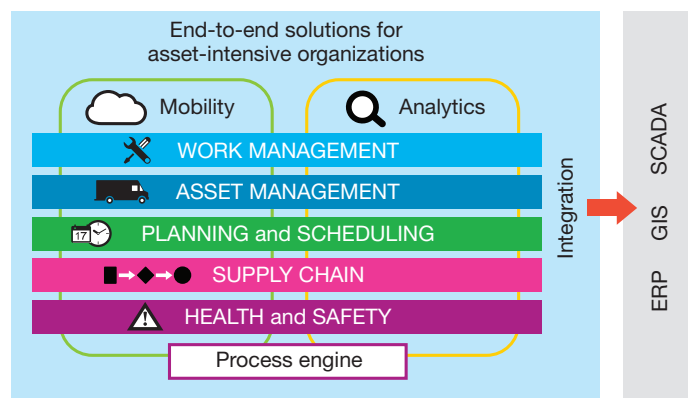 End-to-end solutions for
asset-intensive organizations
Mobility
Analytics
WORK MANAGEMENT
ASSET MANAGEMENT
17
PLANNING and SCHEDULING
SUPPLY CHAIN
HEALTH and SAFETY
Process engine
Integration
SCADA
GIS
ERP